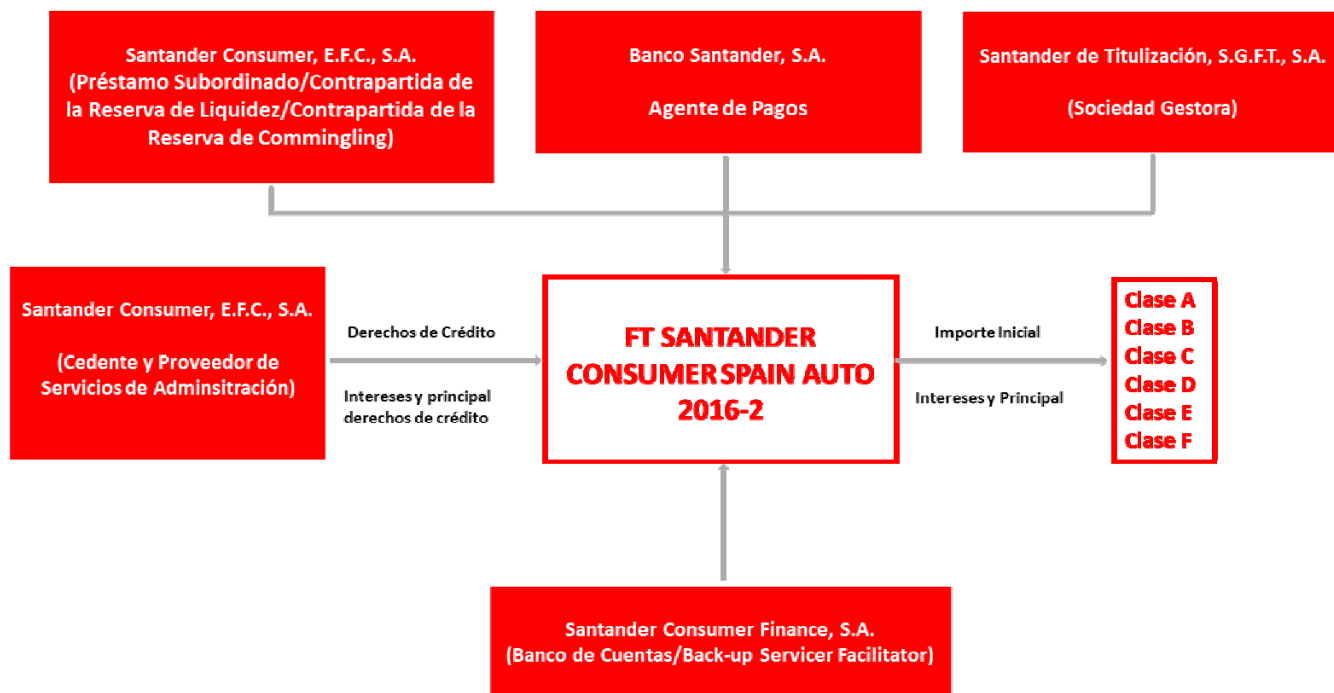 Santander Consumer, E.F.C., S.A.
(Préstamo Subordinado/Contrapartida de
la Reserva de Liquidez/Contrapartida de la
Reserva de Commingling)
Banco Santander, S.A.
Agente de Pagos
Santander de Titulización, S.G.F.T., S.A.
(Sociedad Gestora)
Santander Consumer, E.F.C., S.A.
(Cedente y Proveedor de
Servicios de Adminsitración)
Derechos de Crédito
Intereses y principal
derechos de crédito
FT SANTANDER
CONSUMER SPAIN AUTO
2016-2
Importe Inicial
Intereses y Principal
Clase A
Clase B
Clase C
Clase D
Clase E
Clase F
Santander Consumer Finance, S.A.
(Banco de Cuentas/Back-up Servicer Facilitator)